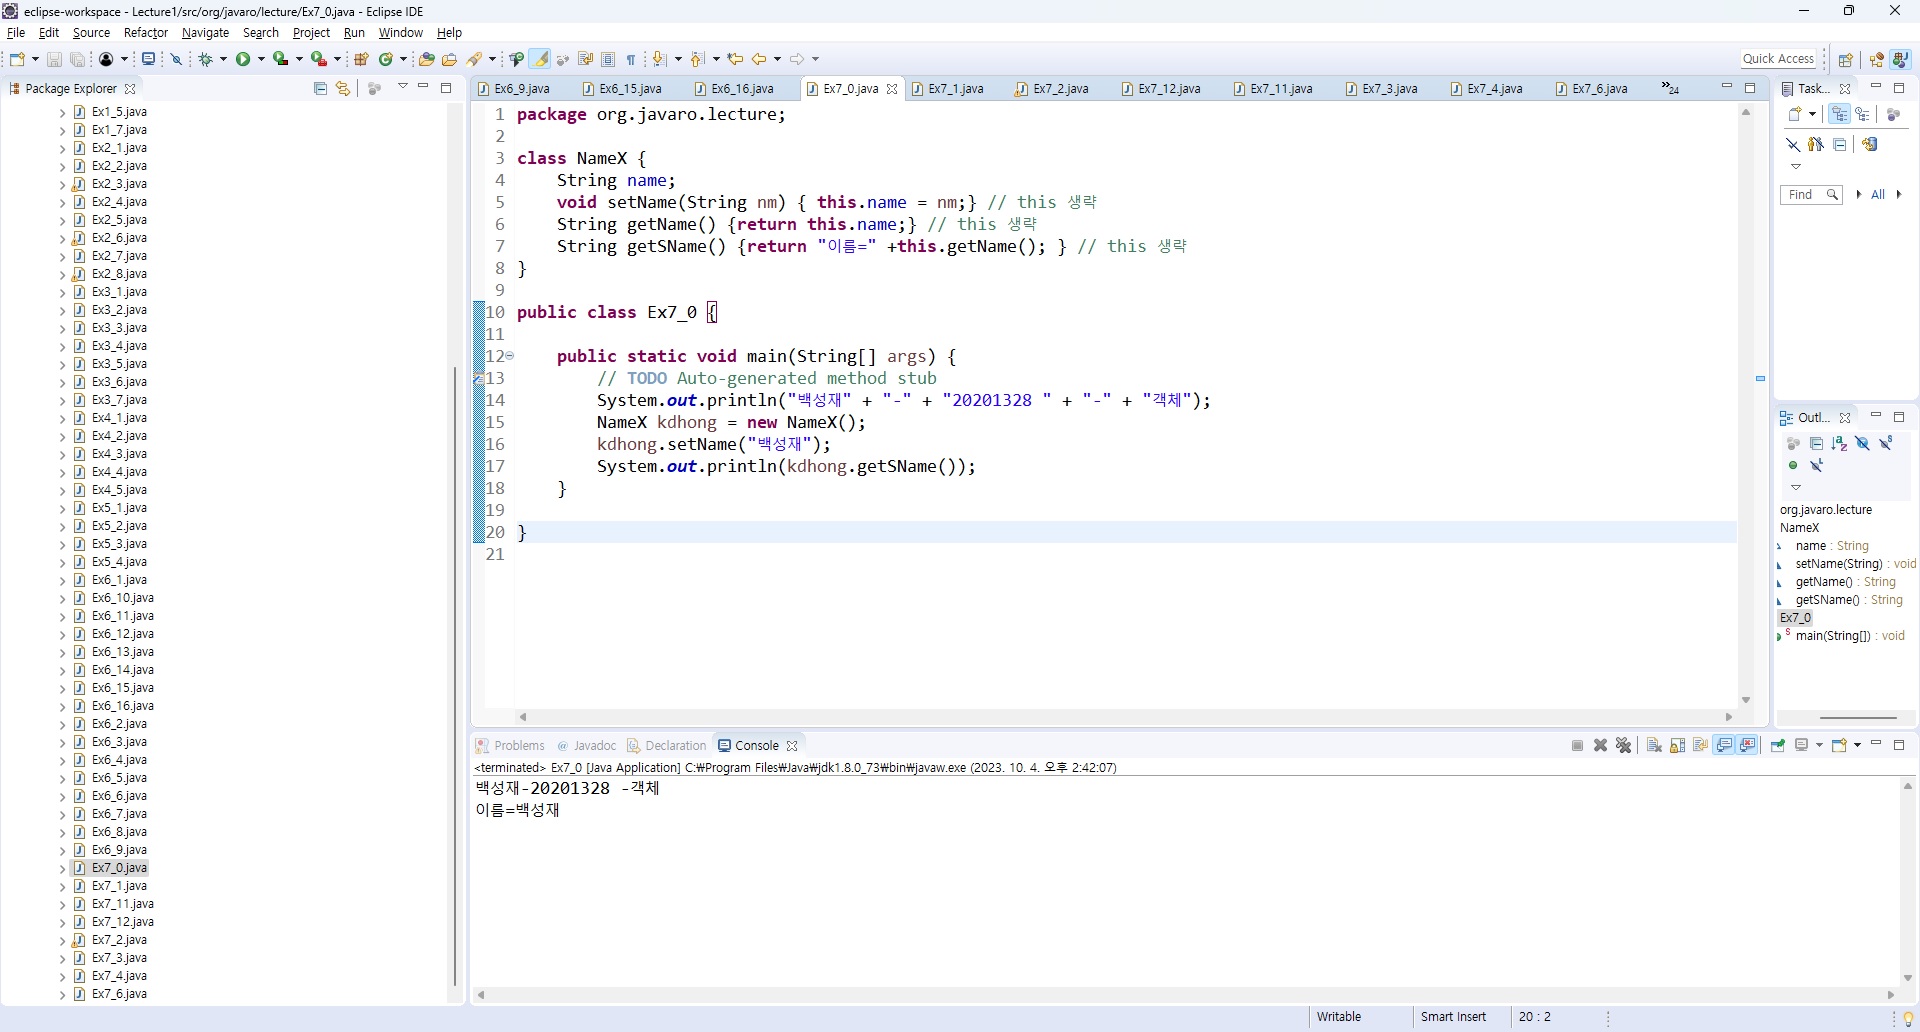 eclipse-workspace - Lecture1/src/org/javaro/lecture/Ex7_0.java - Eclipse IDE
File Edit Source Refactor Navigate Search Project Run Window Help
Quick Access
Package Explorer
Ex1_5.java
Ex1_7.java
Ex2_1.java
Ex2_2.java
Ex2_3.java
Ex2_4.java
Ex2_5.java
Ex2_6.java
Ex2_7.java
Ex2_8.java
Ex3_1.java
Ex3_2.java
Ex3_3.java
Ex3_4.java
Ex3_5.java
Ex3_6.java
Ex3_7.java
Ex4_1.java
Ex4_2.java
Ex4_3.java
Ex4_4.java
Ex4_5.java
Ex5_1.java
Ex5_2.java
Ex5_3.java
Ex5_4.java
Ex6_1.java
Ex6_10.java
Ex6_11.java
Ex6_12.java
Ex6_13.java
Ex6_14.java
Ex6_15.java
Ex6_16.java
Ex6_2.java
Ex6_3.java
Ex6_4.java
Ex6_5.java
Ex6_6.java
Ex6_7.java
Ex6_8.java
Ex6_9.java
Ex7_0.java
Ex7_1.java
Ex7_11.java
Ex7_12.java
Ex7_2.java
Ex7_3.java
Ex7_4.java
Ex7_6.java
Ex6_9.java Ex6_15.java Ex6_16.java Ex7_0.java Ex7_1.java Ex7_2.java Ex7_12.java Ex7_11.java Ex7_3.java Ex7_4.java Ex7_6.java »24
1 package org.javaro.lecture;
2
3 class NameX {
4 String name;
5 void setName(String nm) { this.name = nm;} // this 생략
6 String getName() {return this.name;} // this 생략
7 String getSName() {return "이름=" +this.getName(); } // this 생략
8 }
9
10 public class Ex7_0 {
11
12 public static void main(String[] args) {
13 // TODO Auto-generated method stub
14 System.out.println("백성재" + "-" + "20201328 " + "-" + "객체");
15 NameX kdhong = new NameX();
16 kdhong.setName("백성재");
17 System.out.println(kdhong.getSName());
18 }
19
20 }
21
Task...
Find All
Outl...
org.javaro.lecture
NameX
name : String
setName(String) : void
getName() : String
getSName() : String
Ex7_0
main(String[]) : void
Problems @ Javadoc Declaration Console
<terminated> Ex7_0 [Java Application] C:₩Program Files₩Java₩jdk1.8.0_73₩bin₩javaw.exe (2023. 10. 4. 오후 2:42:07)
백성재-20201328 -객체
이름=백성재
Writable Smart Insert 20 : 2